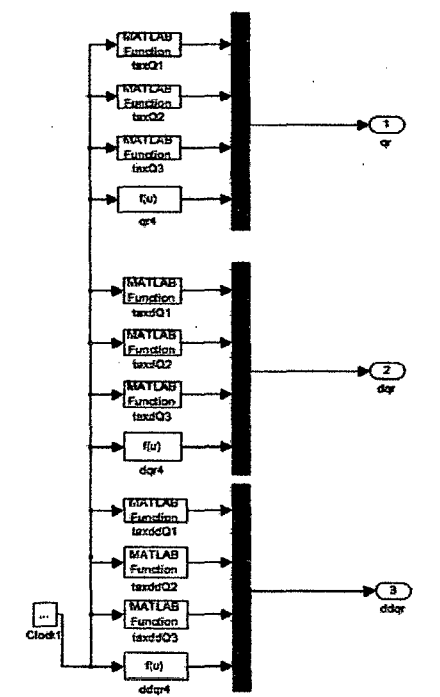 MATLAB
Function
taxQ1
MATLAB
Function
taxQ2
MATLAB
Function
taxQ3
f(u)
qr4
1
qr
MATLAB
Function
taxdQ1
MATLAB
Function
taxdQ2
MATLAB
Function
taxdQ3
f(u)
dqr4
2
dqr
MATLAB
Function
taxddQ1
MATLAB
Function
taxddQ2
MATLAB
Function
taxddQ3
f(u)
ddqr4
3
ddqr
...
Clock1